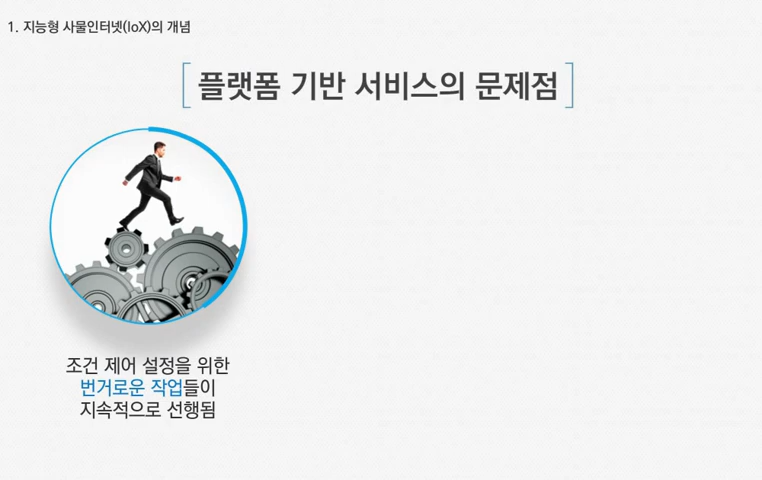 1. 지능형 사물인터넷(IoX)의 개념
플랫폼 기반 서비스의 문제점
조건 제어 설정을 위한
번거로운 작업들이
지속적으로 선행됨